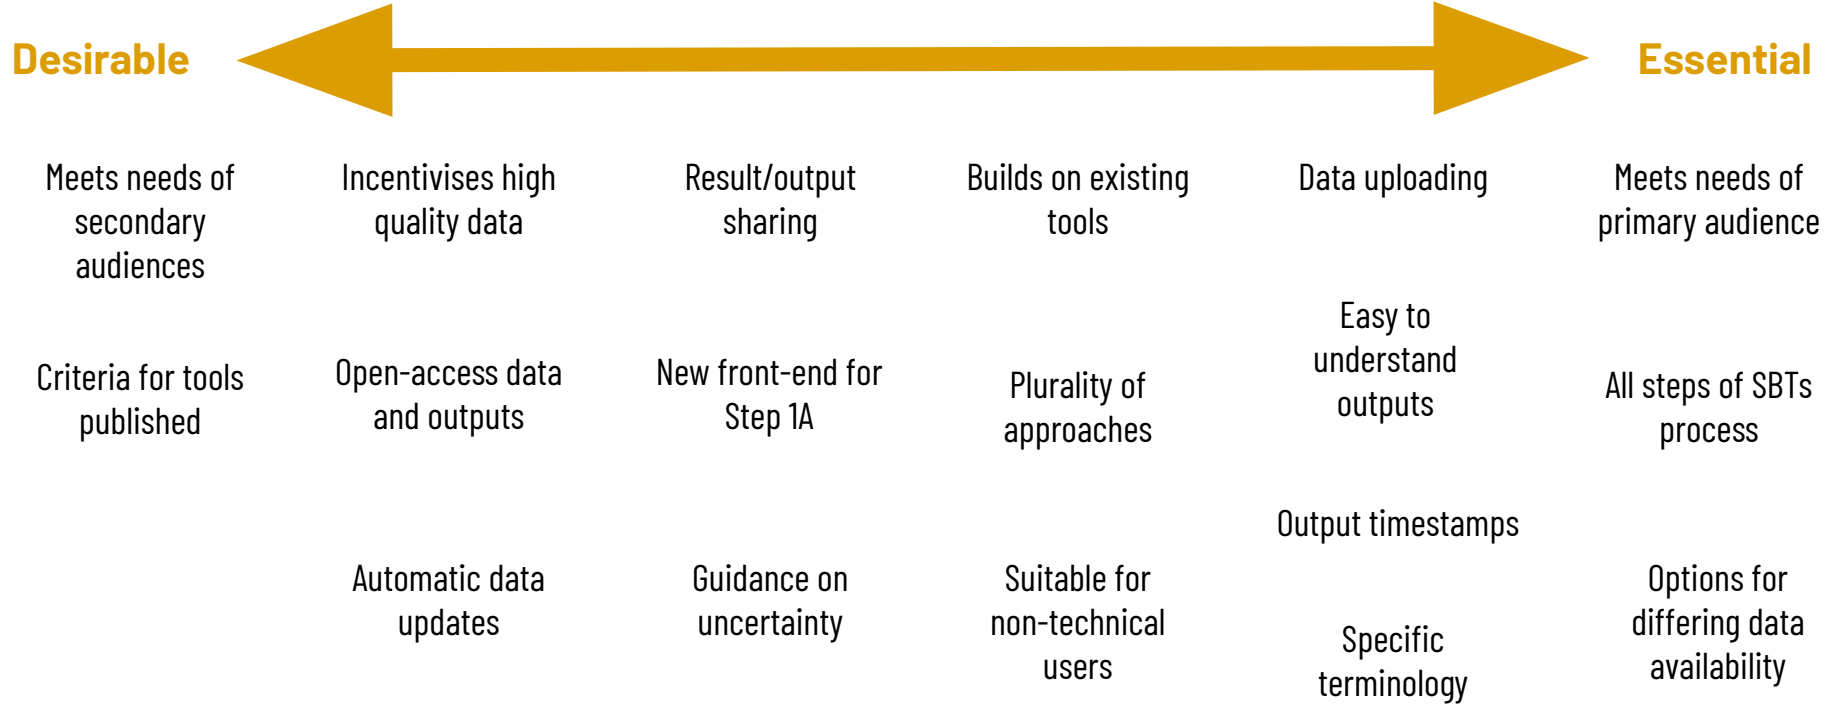 Desirable
Essential
Meets needs of
secondary
audiences
Incentivises high
quality data
Result/output
sharing
Builds on existing
tools
Data uploading
Meets needs of
primary audience
Criteria for tools
published
Open-access data
and outputs
New front-end for
Step 1A
Plurality of
approaches
Easy to
understand
outputs
All steps of SBTs
process
Automatic data
updates
Guidance on
uncertainty
Suitable for
non-technical
users
Output timestamps
Specific
terminology
Options for
differing data
availability